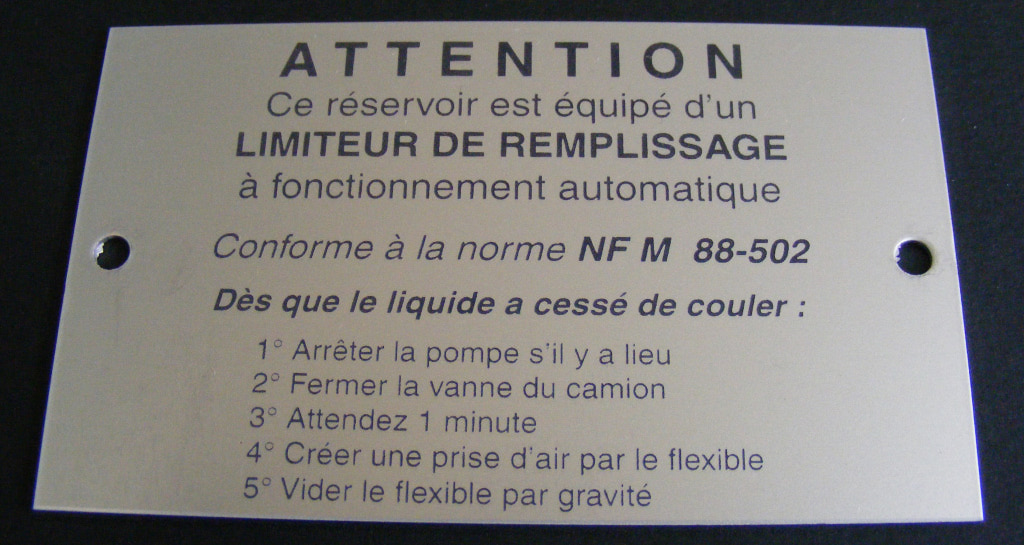 ATTENTION
Ce réservoir est équipé d'un
LIMITEUR DE REMPLISSAGE
à fonctionnement automatique
Conforme à la norme NF M 88-502
Dès que le liquide a cessé de couler :
1° Arrêter la pompe s'il y a lieu
2° Fermer la vanne du camion
3° Attendez 1 minute
4° Créer une prise d'air par le flexible
5° Vider le flexible par gravité